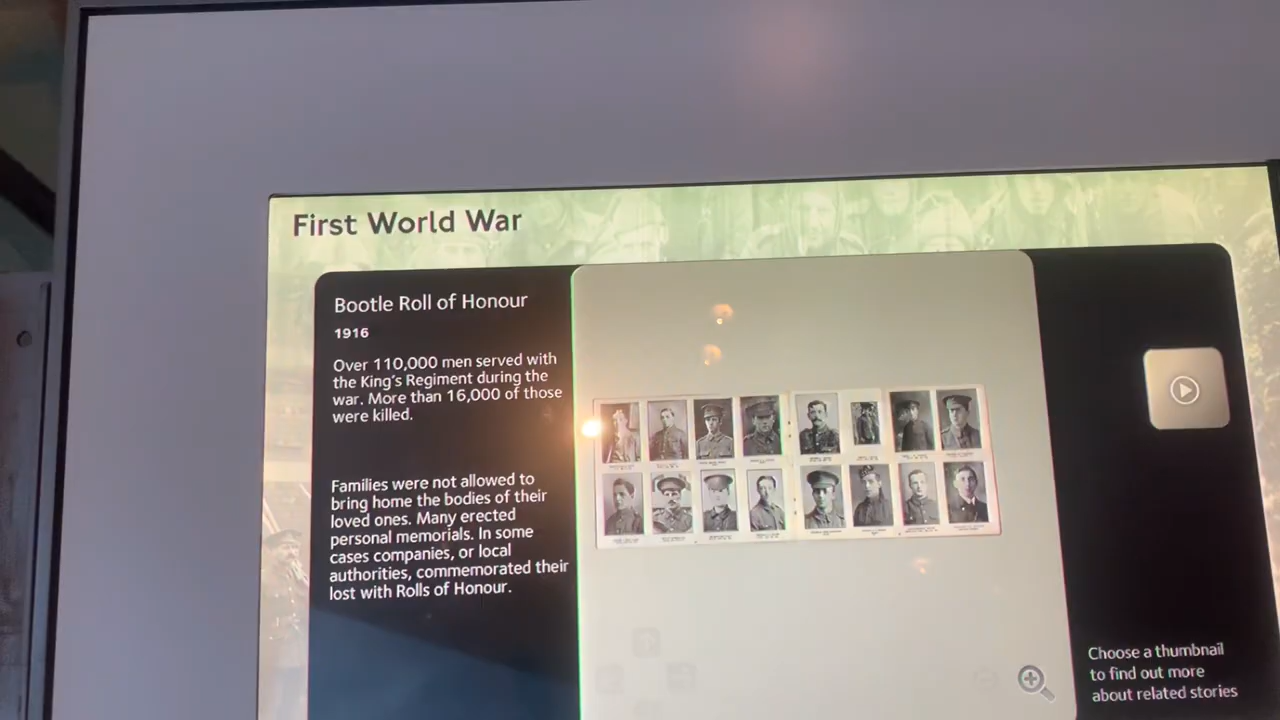 First World War
Bootle Roll of Honour
1916
Over 110,000 men served with
the King's Regiment during the
war. More than 16,000 of those
were killed.
Families were not allowed to
bring home the bodies of their
loved ones. Many erected
personal memorials. In some
cases companies, or local
authorities, commemorated their
lost with Rolls of Honour.
Choose a thumbnail
to find out more
about related stories